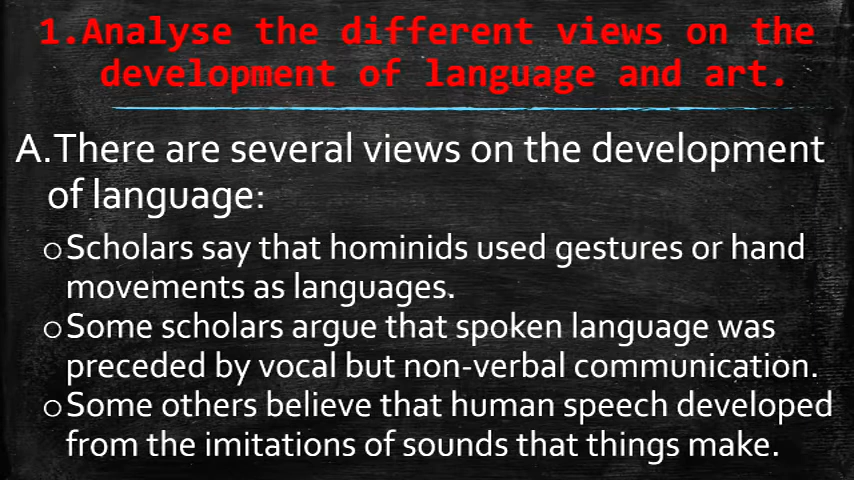 1.Analyse the different views on the
development of language and art.
A.There are several views on the development
of language:
oScholars say that hominids used gestures or hand
movements as languages.
oSome scholars argue that spoken language was
preceded by vocal but non-verbal communication.
oSome others believe that human speech developed
from the imitations of sounds that things make.